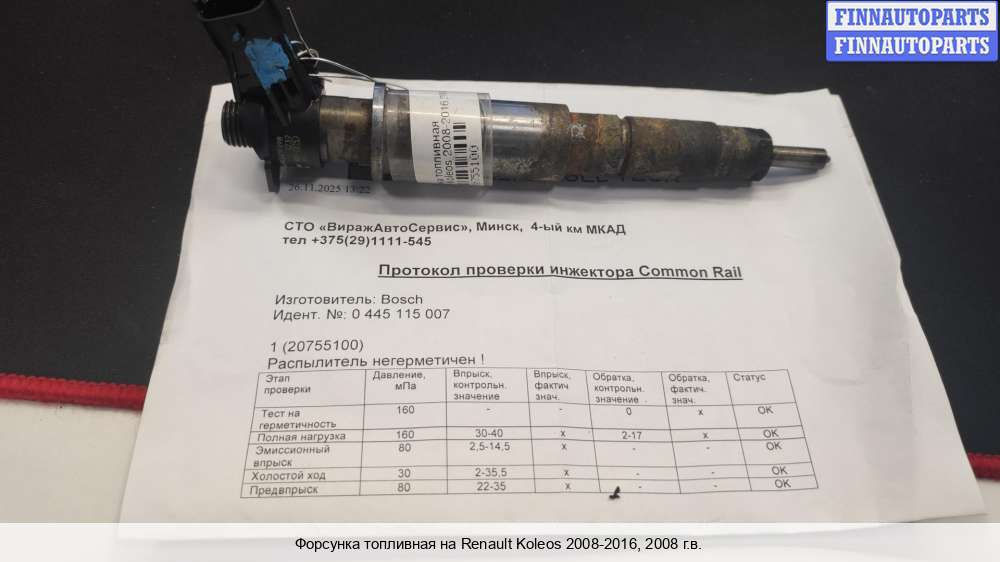 FINNAUTOPARTS
FINNAUTOPARTS
топливная
2008-2016
755100
26.11.2025 13:22
СТО «ВиражАвтоСервис», Минск, 4-ый км МКАД
тел +375(29)1111-545
Протокол проверки инжектора Common Rail
Изготовитель: Bosch
Идент. №: 0 445 115 007
1 (20755100)
Распылитель негерметичен !
Этап проверки Давление, мПа Впрыск, контрольн. значение Впрыск, фактич знач. Обратка, контрольн. значение Обратка, фактич. знач. Статус
Тест на герметичность 160 - - 0 x OK
Полная нагрузка 160 30-40 x 2-17 x OK
Эмиссионный впрыск 80 2,5-14,5 x - - OK
Холостой ход 30 2-35,5 x - - OK
Предвпрыск 80 22-35 x - - OK
Форсунка топливная на Renault Koleos 2008-2016, 2008 г.в.